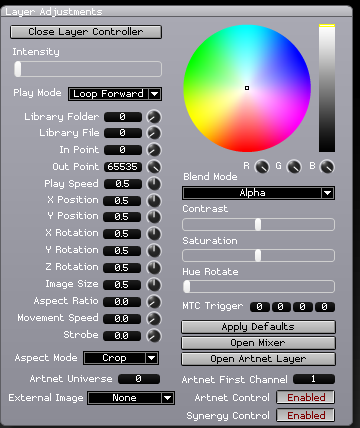 Layer Adjustments
Close Layer Controller
Intensity
Play Mode Loop Forward
Library Folder 0
Library File 0
In Point 0
Out Point 65535
Play Speed 0.5
X Position 0.5
Y Position 0.5
X Rotation 0.5
Y Rotation 0.5
Z Rotation 0.5
Image Size 0.5
Aspect Ratio 0.0
Movement Speed 0.0
Strobe 0.0
Aspect Mode Crop
Artnet Universe 0
External Image None
R G B
Blend Mode
Alpha
Contrast
Saturation
Hue Rotate
MTC Trigger 0 0 0 0
Apply Defaults
Open Mixer
Open Artnet Layer
Artnet First Channel 1
Artnet Control Enabled
Synergy Control Enabled